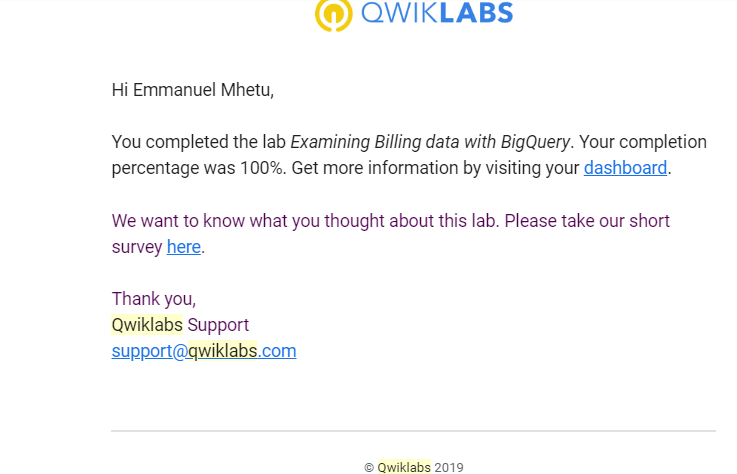 QWIKLABS
Hi Emmanuel Mhetu,
You completed the lab Examining Billing data with BigQuery. Your completion
percentage was 100%. Get more information by visiting your dashboard.
We want to know what you thought about this lab. Please take our short
survey here.
Thank you,
Qwiklabs Support
support@qwiklabs.com
© Qwiklabs 2019